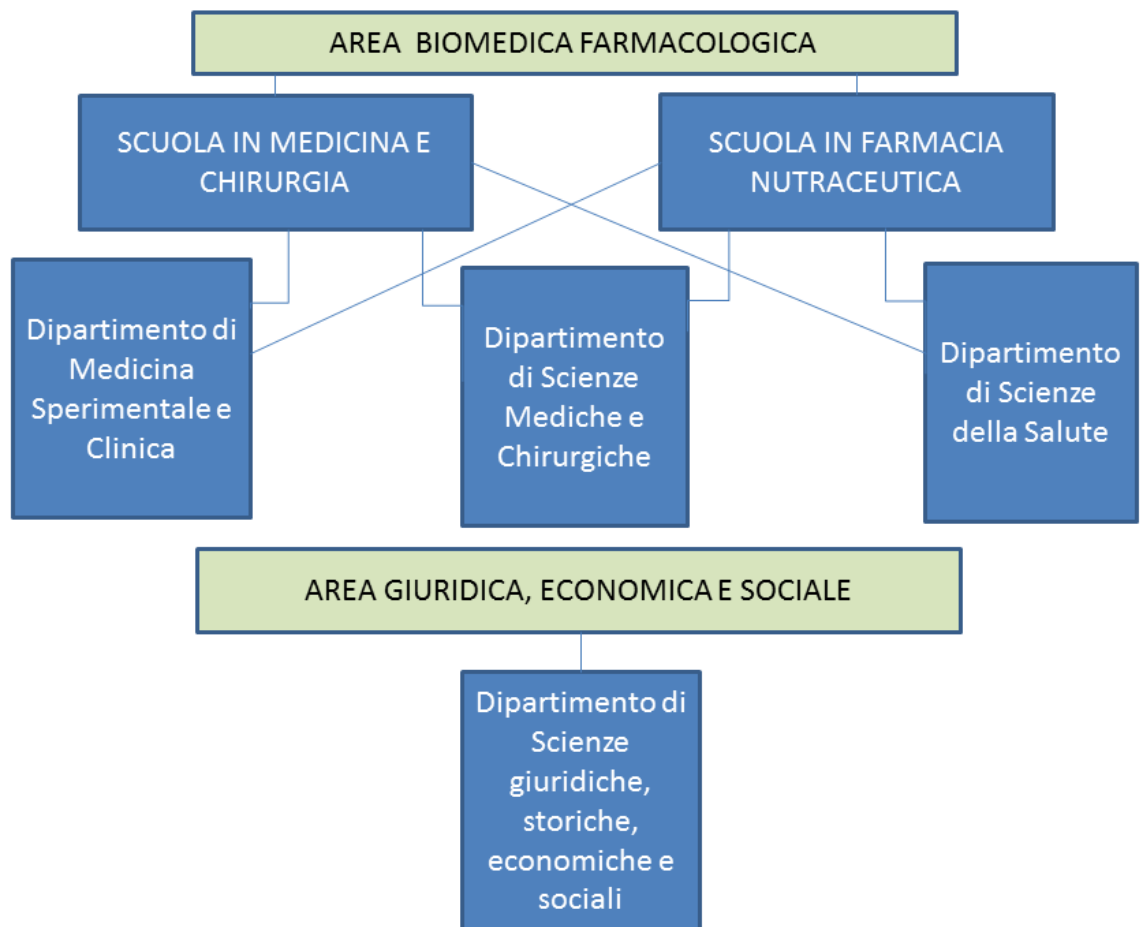 AREA BIOMEDICA FARMACOLOGICA
SCUOLA IN MEDICINA E
CHIRURGIA
SCUOLA IN FARMACIA
NUTRACEUTICA
Dipartimento di
Medicina
Sperimentale e
Clinica
Dipartimento
di Scienze
Mediche e
Chirurgiche
Dipartimento
di Scienze
della Salute
AREA GIURIDICA, ECONOMICA E SOCIALE
Dipartimento di
Scienze
giuridiche,
storiche,
economiche e
sociali